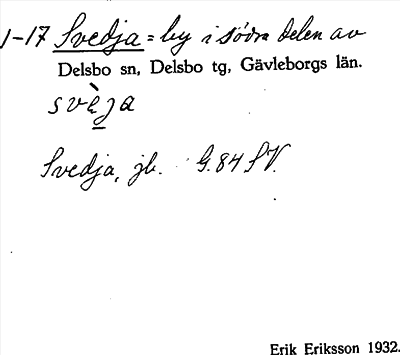 1-17 Svedja = by i södra delen av
Delsbo sn, Delsbo tg, Gävleborgs län.
svèja
Svedja, jb. G. 84 SV.
Erik Eriksson 1932.